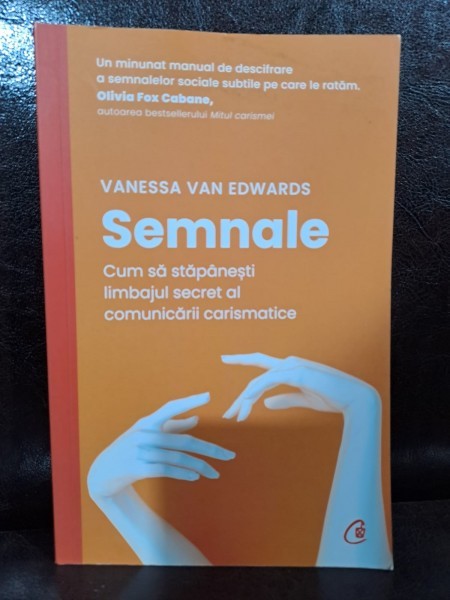 Un minunat manual de descifrare
a semnalelor sociale subtile pe care le ratăm.
Olivia Fox Cabane,
autoarea bestsellerului Mitul carismei
VANESSA VAN EDWARDS
Semnale
Cum să stăpânești
limbajul secret al
comunicării carismatice